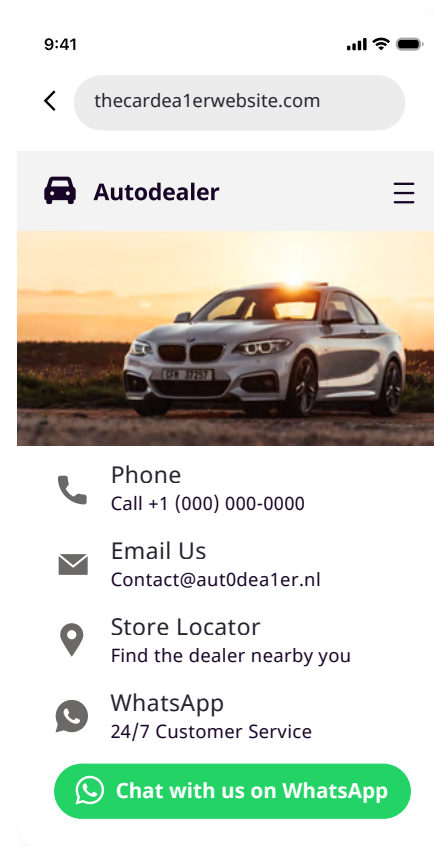 9:41
thecardea1erwebsite.com
Autodealer
Phone
Call +1 (000) 000-0000
Email Us
Contact@aut0dea1er.nl
Store Locator
Find the dealer nearby you
WhatsApp
24/7 Customer Service
Chat with us on WhatsApp